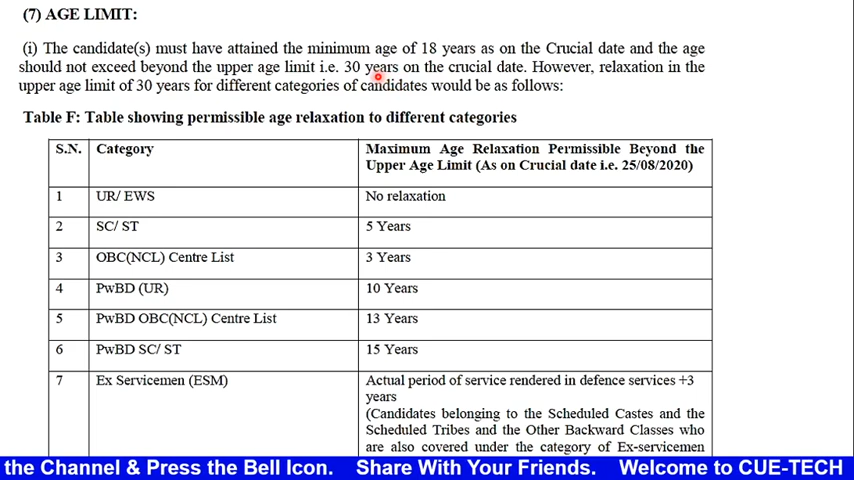 (7) AGE LIMIT:
(i) The candidate(s) must have attained the minimum age of 18 years as on the Crucial date and the age
should not exceed beyond the upper age limit i.e. 30 years on the crucial date. However, relaxation in the
upper age limit of 30 years for different categories of candidates would be as follows:
Table F: Table showing permissible age relaxation to different categories
S.N. Category Maximum Age Relaxation Permissible Beyond the
Upper Age Limit (As on Crucial date i.e. 25/08/2020)
1 UR/ EWS No relaxation
2 SC/ ST 5 Years
3 OBC(NCL) Centre List 3 Years
4 PwBD (UR) 10 Years
5 PwBD OBC(NCL) Centre List 13 Years
6 PwBD SC/ ST 15 Years
7 Ex Servicemen (ESM) Actual period of service rendered in defence services +3
years
(Candidates belonging to the Scheduled Castes and the
Scheduled Tribes and the Other Backward Classes who
are also covered under the category of Ex-servicemen
the Channel & Press the Bell Icon. Share With Your Friends. Welcome to CUE-TECH